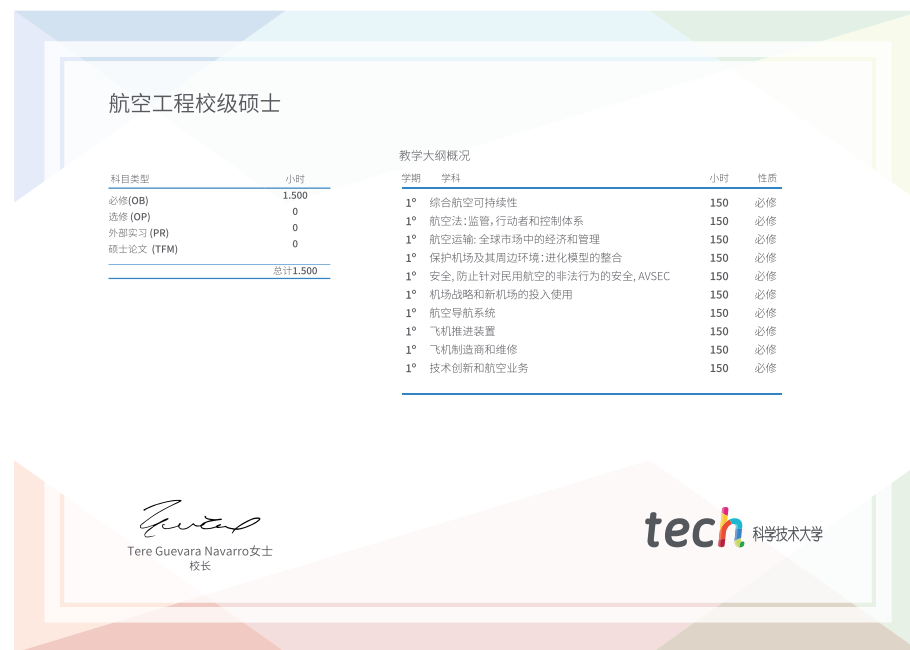 航空工程校级硕士
科目类型 小时
必修(OB) 1.500
选修 (OP) 0
外部实习 (PR) 0
硕士论文 (TFM) 0
总计1.500
教学大纲概况
学期 学科 小时 性质
1º 综合航空可持续性 150 必修
1º 航空法：监管，行动者和控制体系 150 必修
1º 航空运输: 全球市场中的经济和管理 150 必修
1º 保护机场及其周边环境：进化模型的整合 150 必修
1º 安全, 防止针对民用航空的非法行为的安全, AVSEC 150 必修
1º 机场战略和新机场的投入使用 150 必修
1º 航空导航系统 150 必修
1º 飞机推进装置 150 必修
1º 飞机制造商和维修 150 必修
1º 技术创新和航空业务 150 必修
Tere Guevara Navarro女士
校长
tech 科学技术大学